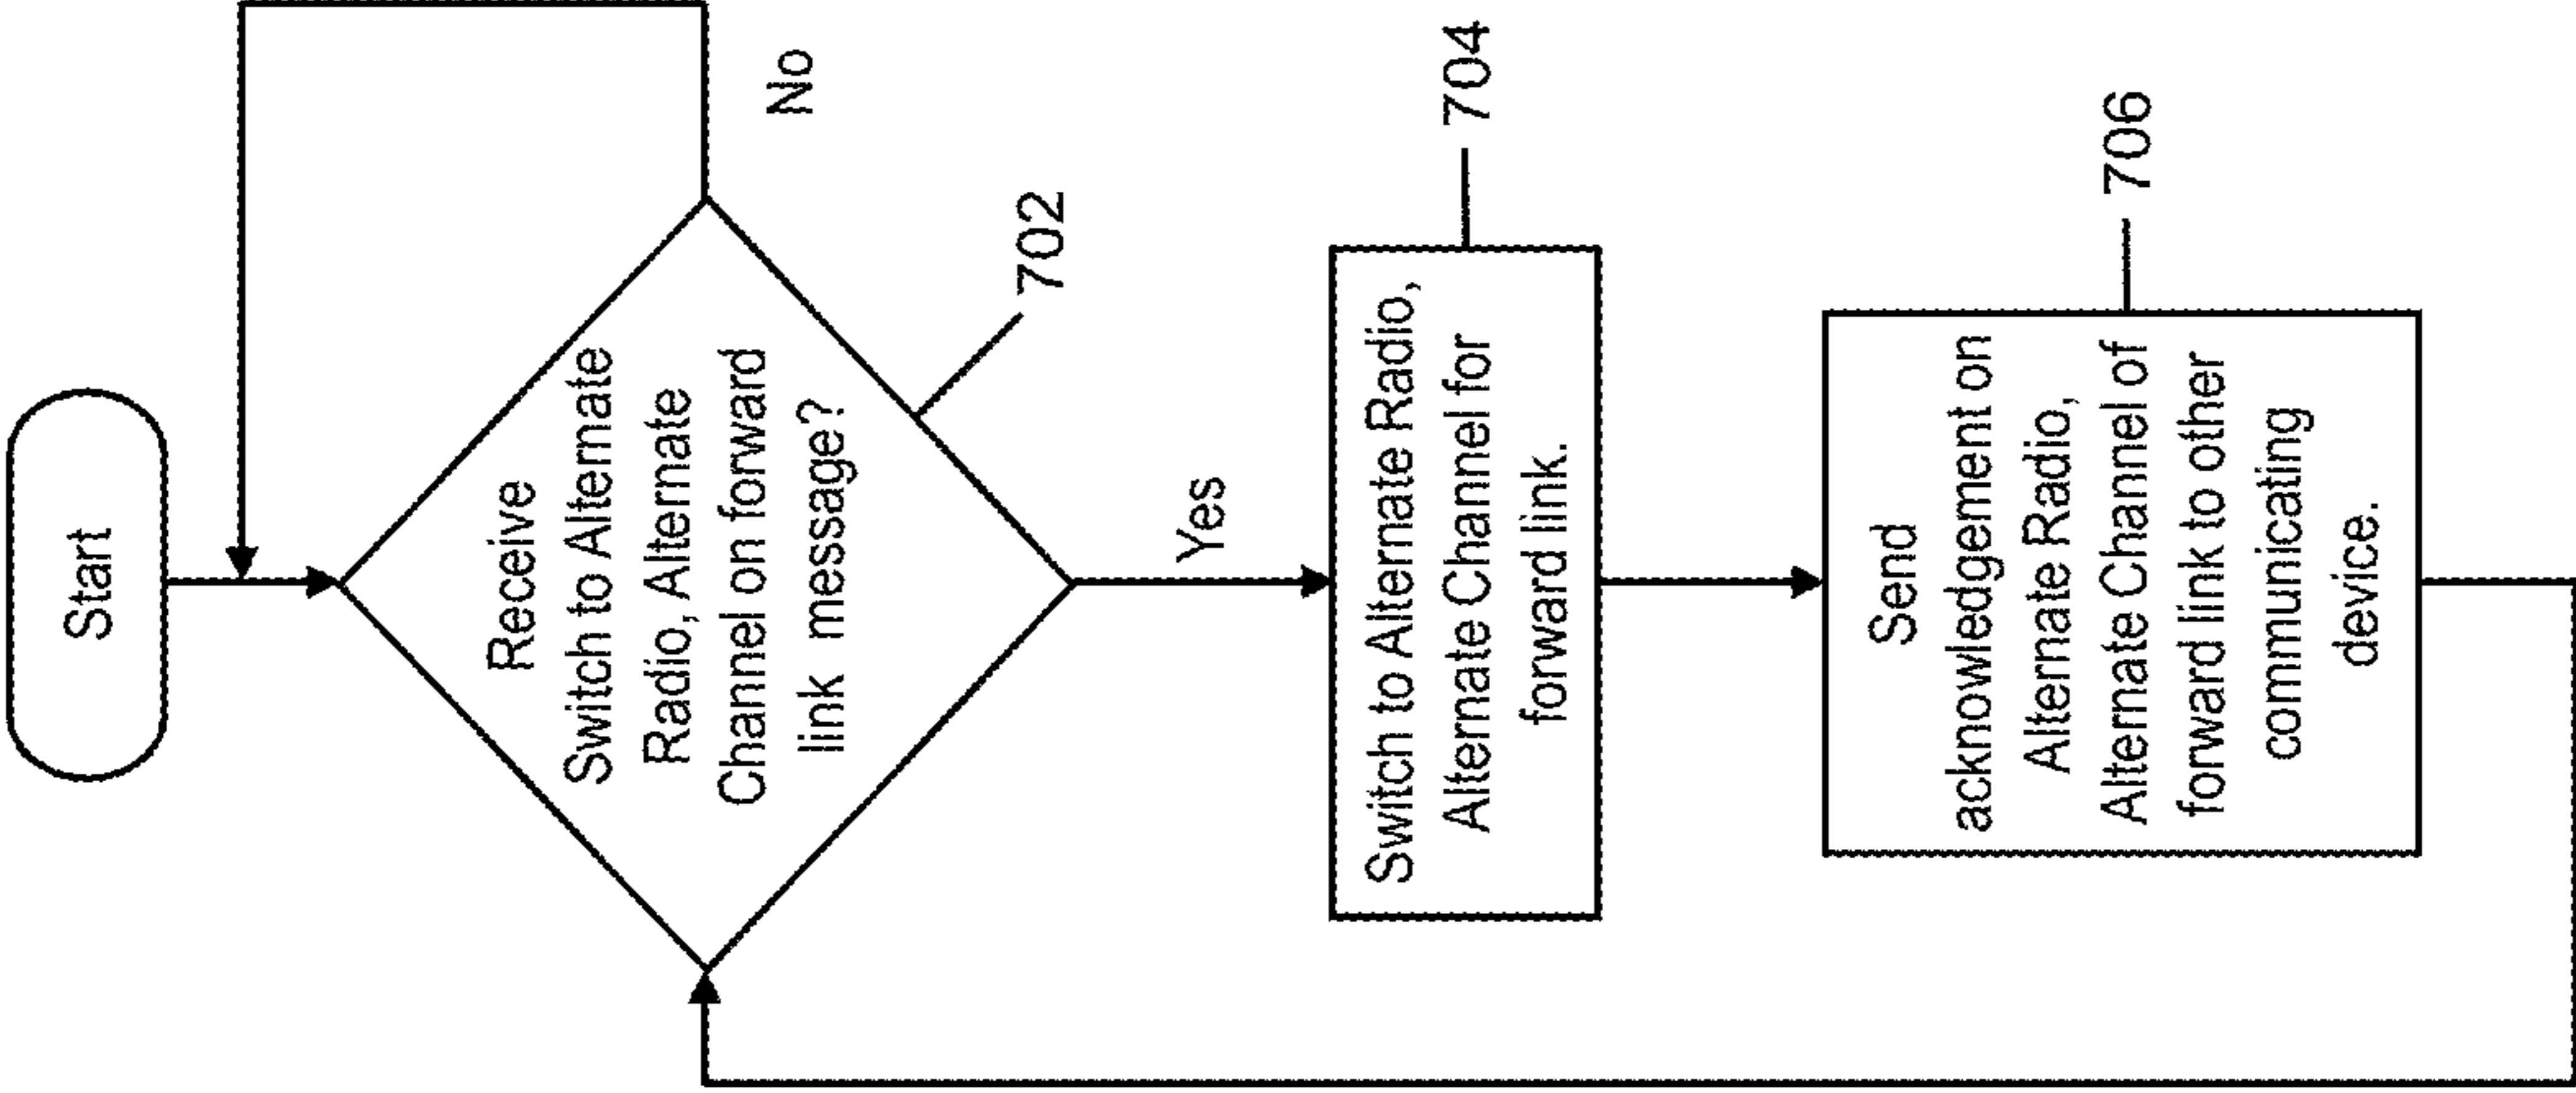 Start
Receive
Switch to Alternate
Radio, Alternate
Channel on forward
link message?
No
702
Yes
Switch to Alternate Radio,
Alternate Channel for
forward link.
704
Send
acknowledgement on
Alternate Radio,
Alternate Channel of
forward link to other
communicating
device.
706